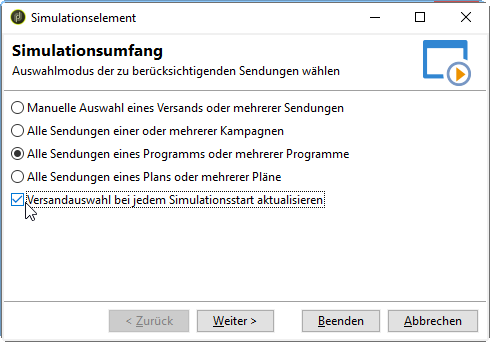 Simulationselement
Simulationsumfang
Auswahlmodus der zu berücksichtigenden Sendungen wählen
Manuelle Auswahl eines Versands oder mehrerer Sendungen
Alle Sendungen einer oder mehrerer Kampagnen
Alle Sendungen eines Programms oder mehrerer Programme
Alle Sendungen eines Plans oder mehrerer Pläne
Versandauswahl bei jedem Simulationsstart aktualisieren
< Zurück
Weiter >
Beenden
Abbrechen